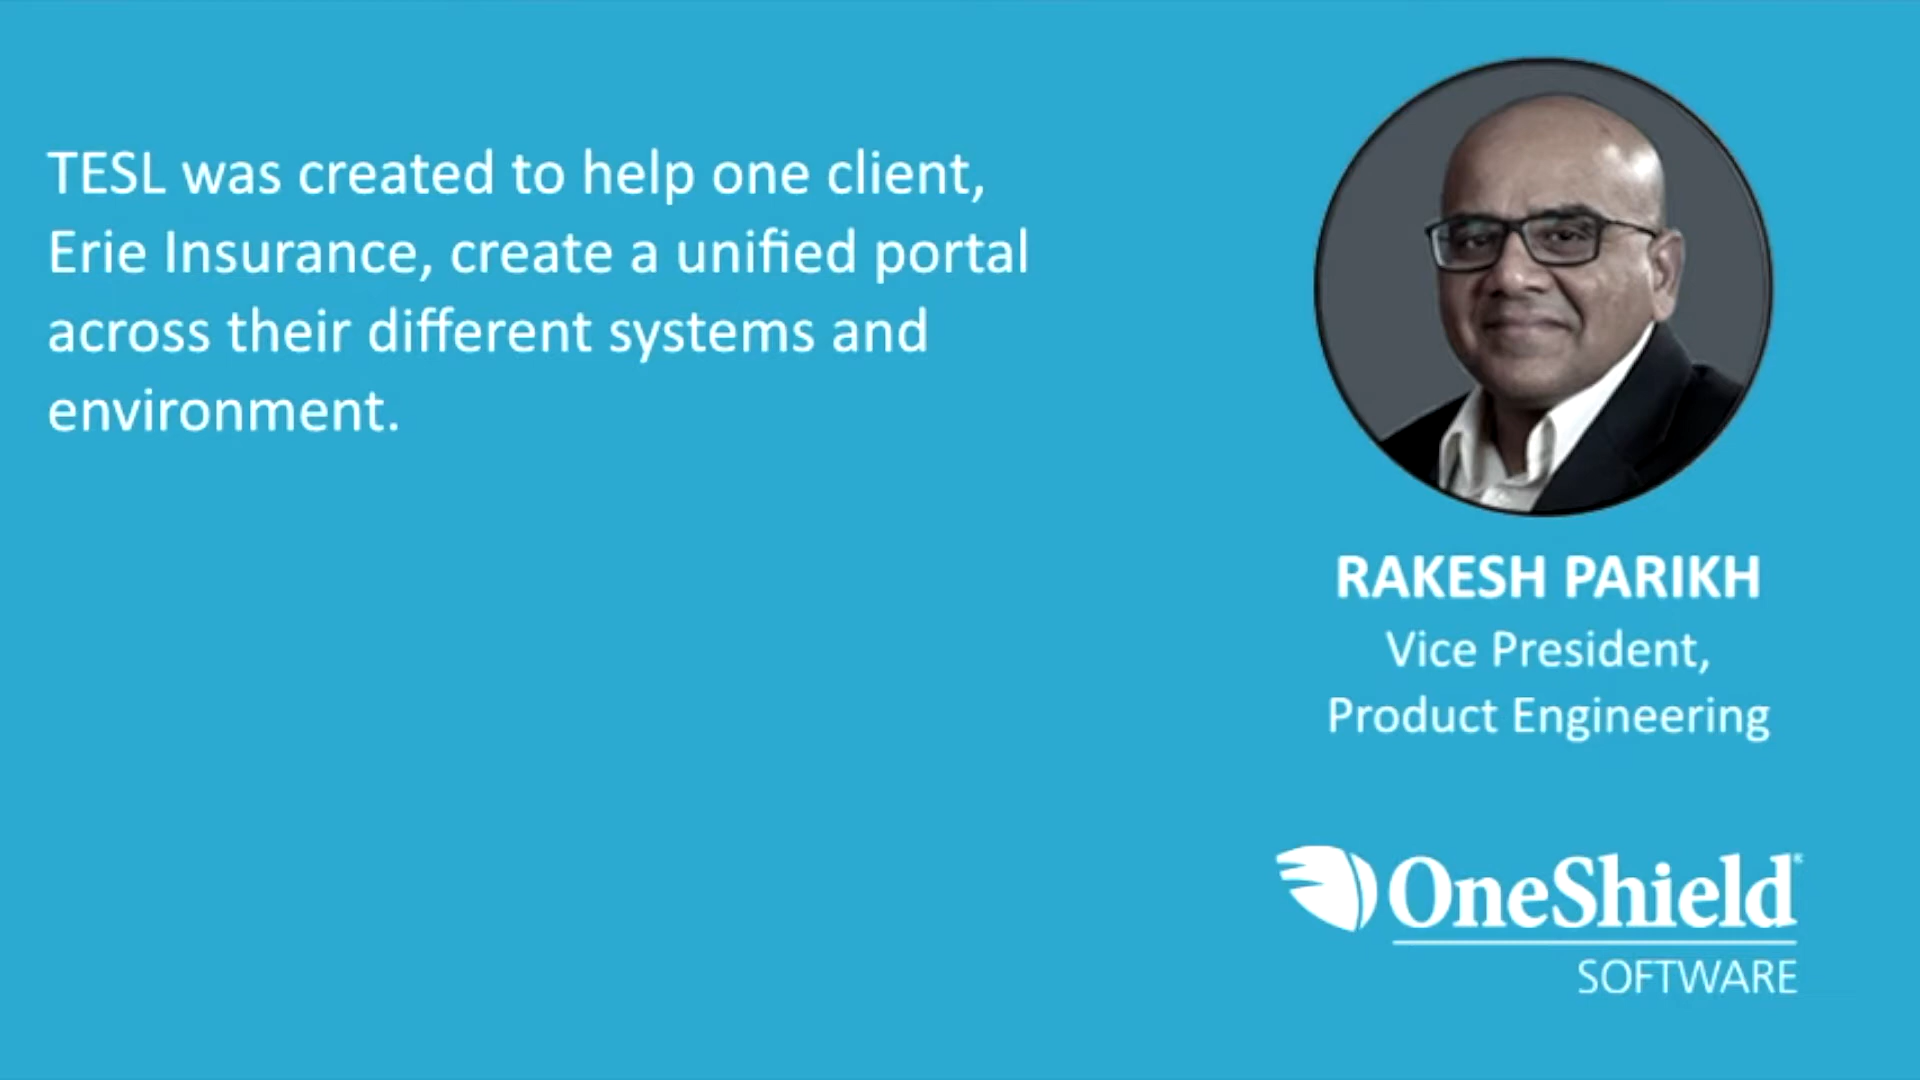 TESL was created to help one client,
Erie Insurance, create a unified portal
across their different systems and
environment.
RAKESH PARIKH
Vice President,
Product Engineering
OneShield®
SOFTWARE